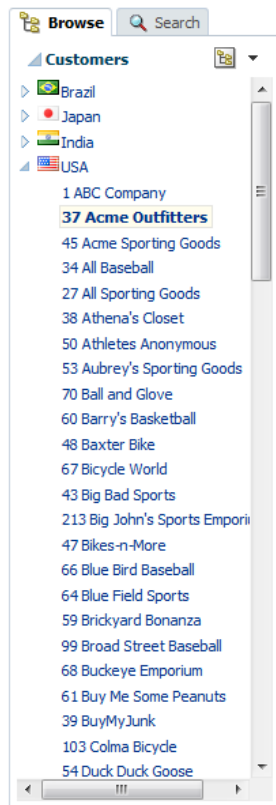 Browse Search
Customers
Brazil
Japan
India
USA
1 ABC Company
37 Acme Outfitters
45 Acme Sporting Goods
34 All Baseball
27 All Sporting Goods
38 Athena's Closet
50 Athletes Anonymous
53 Aubrey's Sporting Goods
70 Ball and Glove
60 Barry's Basketball
48 Baxter Bike
67 Bicycle World
43 Big Bad Sports
213 Big John's Sports Empori
47 Bikes-n-More
66 Blue Bird Baseball
64 Blue Field Sports
59 Brickyard Bonanza
99 Broad Street Baseball
68 Buckeye Emporium
61 Buy Me Some Peanuts
39 BuyMyJunk
103 Colma Bicycle
54 Duck Duck Goose